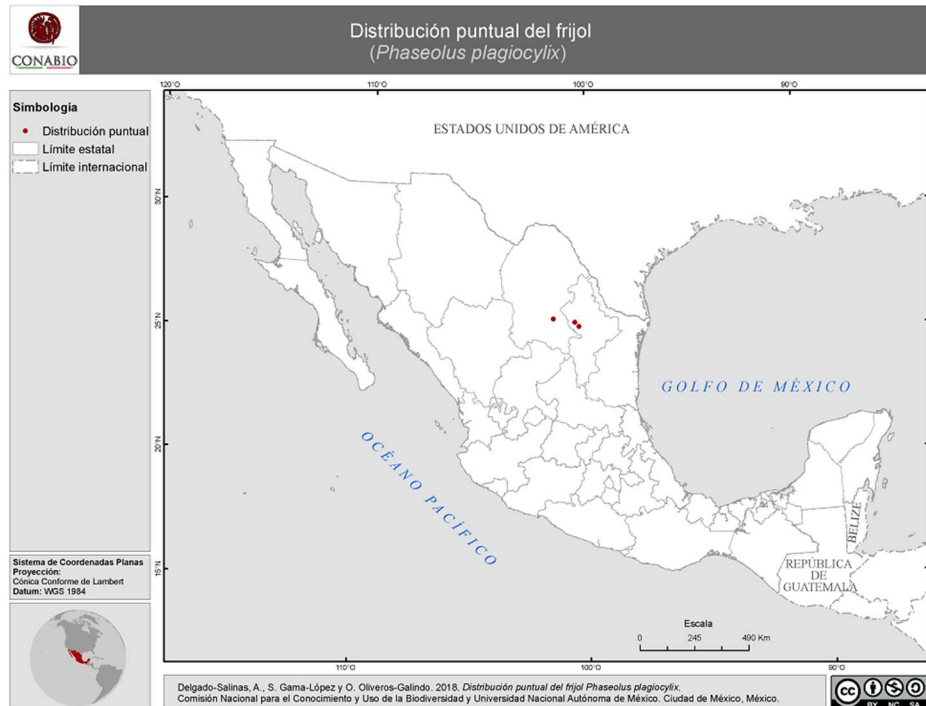 CONABIO
Distribución puntual del frijol
(Phaseolus plagiocylix)
Simbología
Distribución puntual
Límite estatal
Límite internacional
120°O
110°O
100°O
90°O
ESTADOS UNIDOS DE AMÉRICA
30°N
25°N
GOLFO DE MÉXICO
20°N
OCÉANO PACÍFICO
BELIZE
15°N
REPÚBLICA
DE
GUATEMALA
Sistema de Coordenadas Planas
Proyección:
Cónica Conforme de Lambert
Datum: WGS 1984
Escala
0 245 490 Km
110°O
100°O
90°O
Delgado-Salinas, A., S. Gama-López y O. Oliveros-Galindo. 2018. Distribución puntual del frijol Phaseolus plagiocylix.
Comisión Nacional para el Conocimiento y Uso de la Biodiversidad y Universidad Nacional Autónoma de México. Ciudad de México, México.
cc
BY NC SA